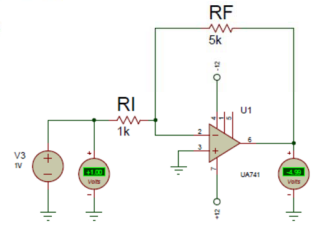 RF
5k
-12
RI
1k
U1
4 1 5
2
3
6
7
UA741
V3
1V
+1.00
Volts
-4.99
Volts
+12